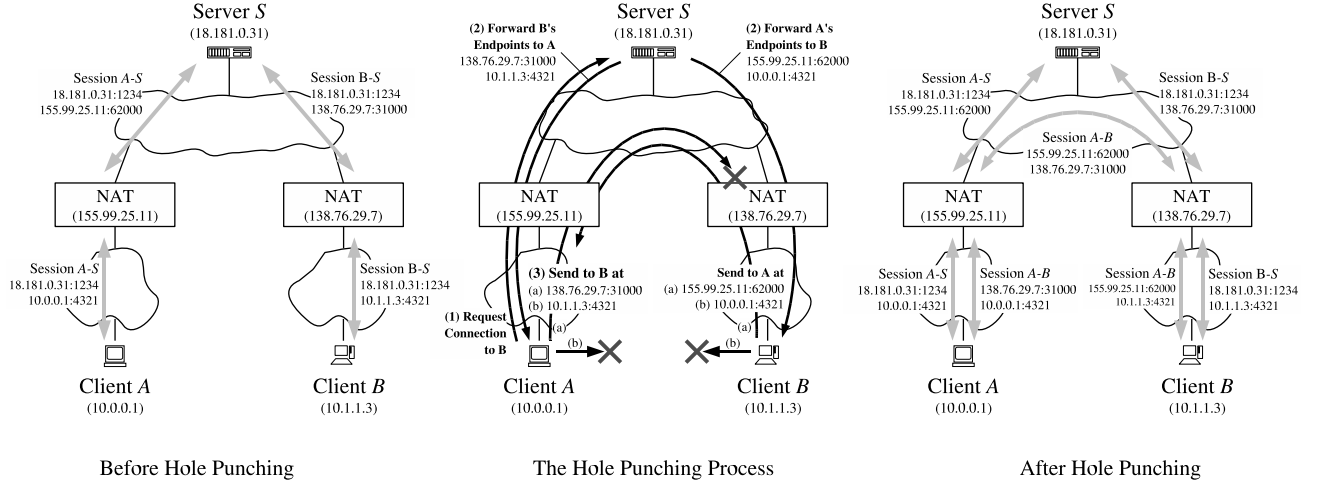 Server S
(18.181.0.31)
Session A-S
18.181.0.31:1234
155.99.25.11:62000
Session B-S
18.181.0.31:1234
138.76.29.7:31000
NAT
(155.99.25.11)
NAT
(138.76.29.7)
Session A-S
18.181.0.31:1234
10.0.0.1:4321
Session B-S
18.181.0.31:1234
10.1.1.3:4321
Client A
(10.0.0.1)
Client B
(10.1.1.3)
Before Hole Punching
Server S
(18.181.0.31)
(2) Forward B's
Endpoints to A
138.76.29.7:31000
10.1.1.3:4321
(2) Forward A's
Endpoints to B
155.99.25.11:62000
10.0.0.1:4321
NAT
(155.99.25.11)
NAT
(138.76.29.7)
(3) Send to B at
(a) 138.76.29.7:31000
(b) 10.1.1.3:4321
Send to A at
(a) 155.99.25.11:62000
(b) 10.0.0.1:4321
(1) Request
Connection
to B
(a)
(b)
(a)
(b)
Client A
(10.0.0.1)
Client B
(10.1.1.3)
The Hole Punching Process
Server S
(18.181.0.31)
Session A-S
18.181.0.31:1234
155.99.25.11:62000
Session B-S
18.181.0.31:1234
138.76.29.7:31000
Session A-B
155.99.25.11:62000
138.76.29.7:31000
NAT
(155.99.25.11)
NAT
(138.76.29.7)
Session A-S
18.181.0.31:1234
10.0.0.1:4321
Session A-B
138.76.29.7:31000
10.0.0.1:4321
Session A-B
155.99.25.11:62000
10.1.1.3:4321
Session B-S
18.181.0.31:1234
10.1.1.3:4321
Client A
(10.0.0.1)
Client B
(10.1.1.3)
After Hole Punching